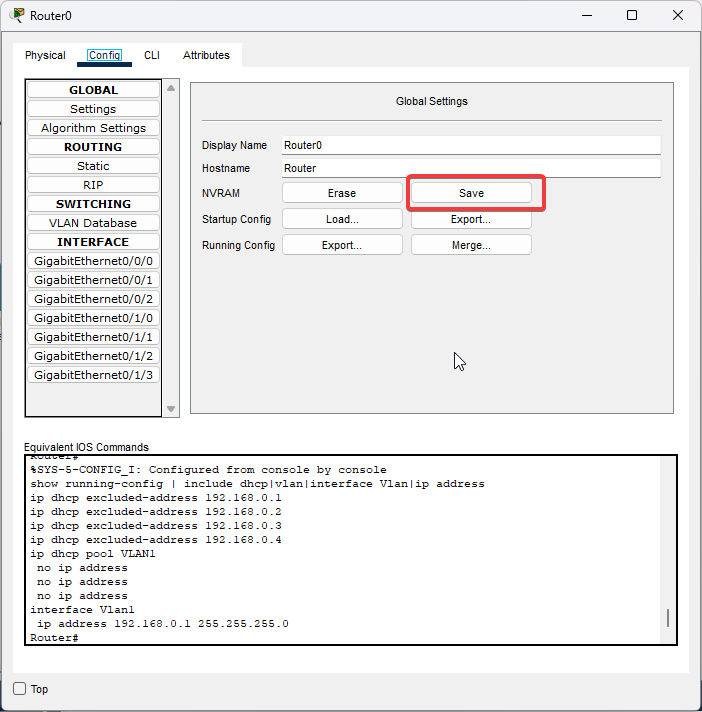 Router0
Physical Config CLI Attributes
GLOBAL
Settings
Algorithm Settings
ROUTING
Static
RIP
SWITCHING
VLAN Database
INTERFACE
GigabitEthernet0/0/0
GigabitEthernet0/0/1
GigabitEthernet0/0/2
GigabitEthernet0/1/0
GigabitEthernet0/1/1
GigabitEthernet0/1/2
GigabitEthernet0/1/3
Global Settings
Display Name Router0
Hostname Router
NVRAM Erase Save
Startup Config Load... Export...
Running Config Export... Merge...
Equivalent IOS Commands
Router#
%SYS-5-CONFIG_I: Configured from console by console
show running-config | include dhcp|vlan|interface Vlan|ip address
ip dhcp excluded-address 192.168.0.1
ip dhcp excluded-address 192.168.0.2
ip dhcp excluded-address 192.168.0.3
ip dhcp excluded-address 192.168.0.4
ip dhcp pool VLAN1
no ip address
no ip address
no ip address
interface Vlan1
ip address 192.168.0.1 255.255.255.0
Router#
Top